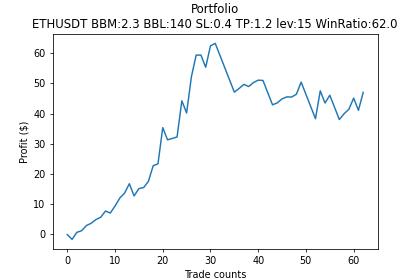 Portfolio
ETHUSDT BBM:2.3 BBL:140 SL:0.4 TP:1.2 lev:15 WinRatio:62.0
60
50
40
30
20
10
0
Profit ($)
0 10 20 30 40 50 60
Trade counts